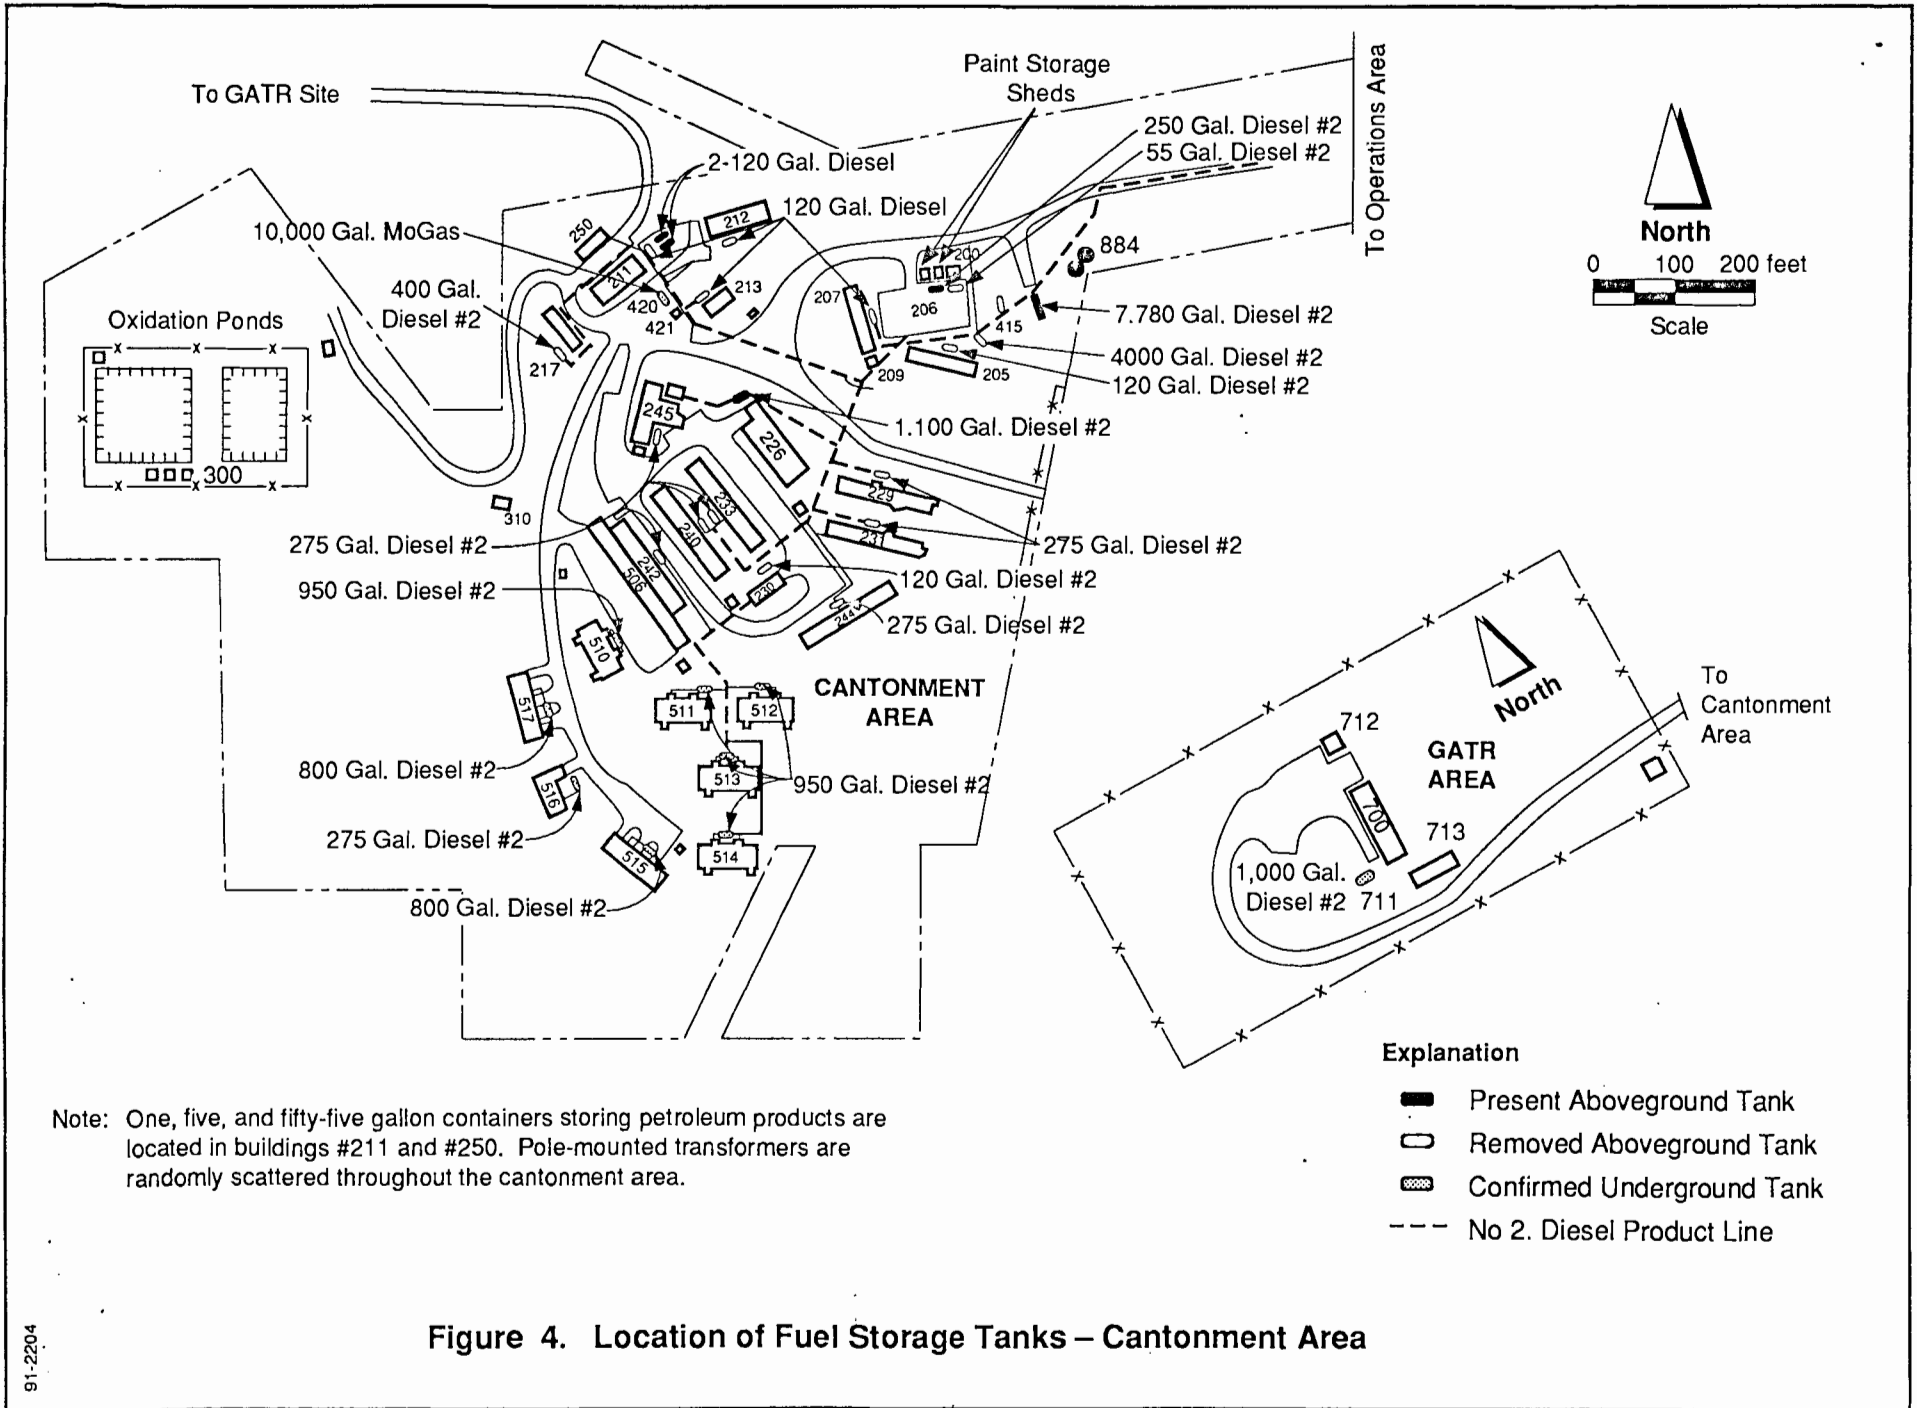 To GATR Site
Paint Storage
Sheds
To Operations Area
250 Gal. Diesel #2
55 Gal. Diesel #2
2-120 Gal. Diesel
120 Gal. Diesel
10,000 Gal. MoGas
250
212
211
400 Gal.
Diesel #2
420
421
213
207
200
206
415
884
7.780 Gal. Diesel #2
4000 Gal. Diesel #2
120 Gal. Diesel #2
209
205
217
North
0 100 200 feet
Scale
Oxidation Ponds
300
310
245
226
1.100 Gal. Diesel #2
229
231
233
240
242
506
230
244
275 Gal. Diesel #2
275 Gal. Diesel #2
950 Gal. Diesel #2
120 Gal. Diesel #2
275 Gal. Diesel #2
510
517
CANTONMENT
AREA
511
512
513
514
516
515
800 Gal. Diesel #2
950 Gal. Diesel #2
275 Gal. Diesel #2
800 Gal. Diesel #2
North
To
Cantonment
Area
712
GATR
AREA
700
713
1,000 Gal.
Diesel #2
711
Explanation
Present Aboveground Tank
Removed Aboveground Tank
Confirmed Underground Tank
No 2. Diesel Product Line
Note: One, five, and fifty-five gallon containers storing petroleum products are
located in buildings #211 and #250. Pole-mounted transformers are
randomly scattered throughout the cantonment area.
Figure 4. Location of Fuel Storage Tanks – Cantonment Area
91-2204